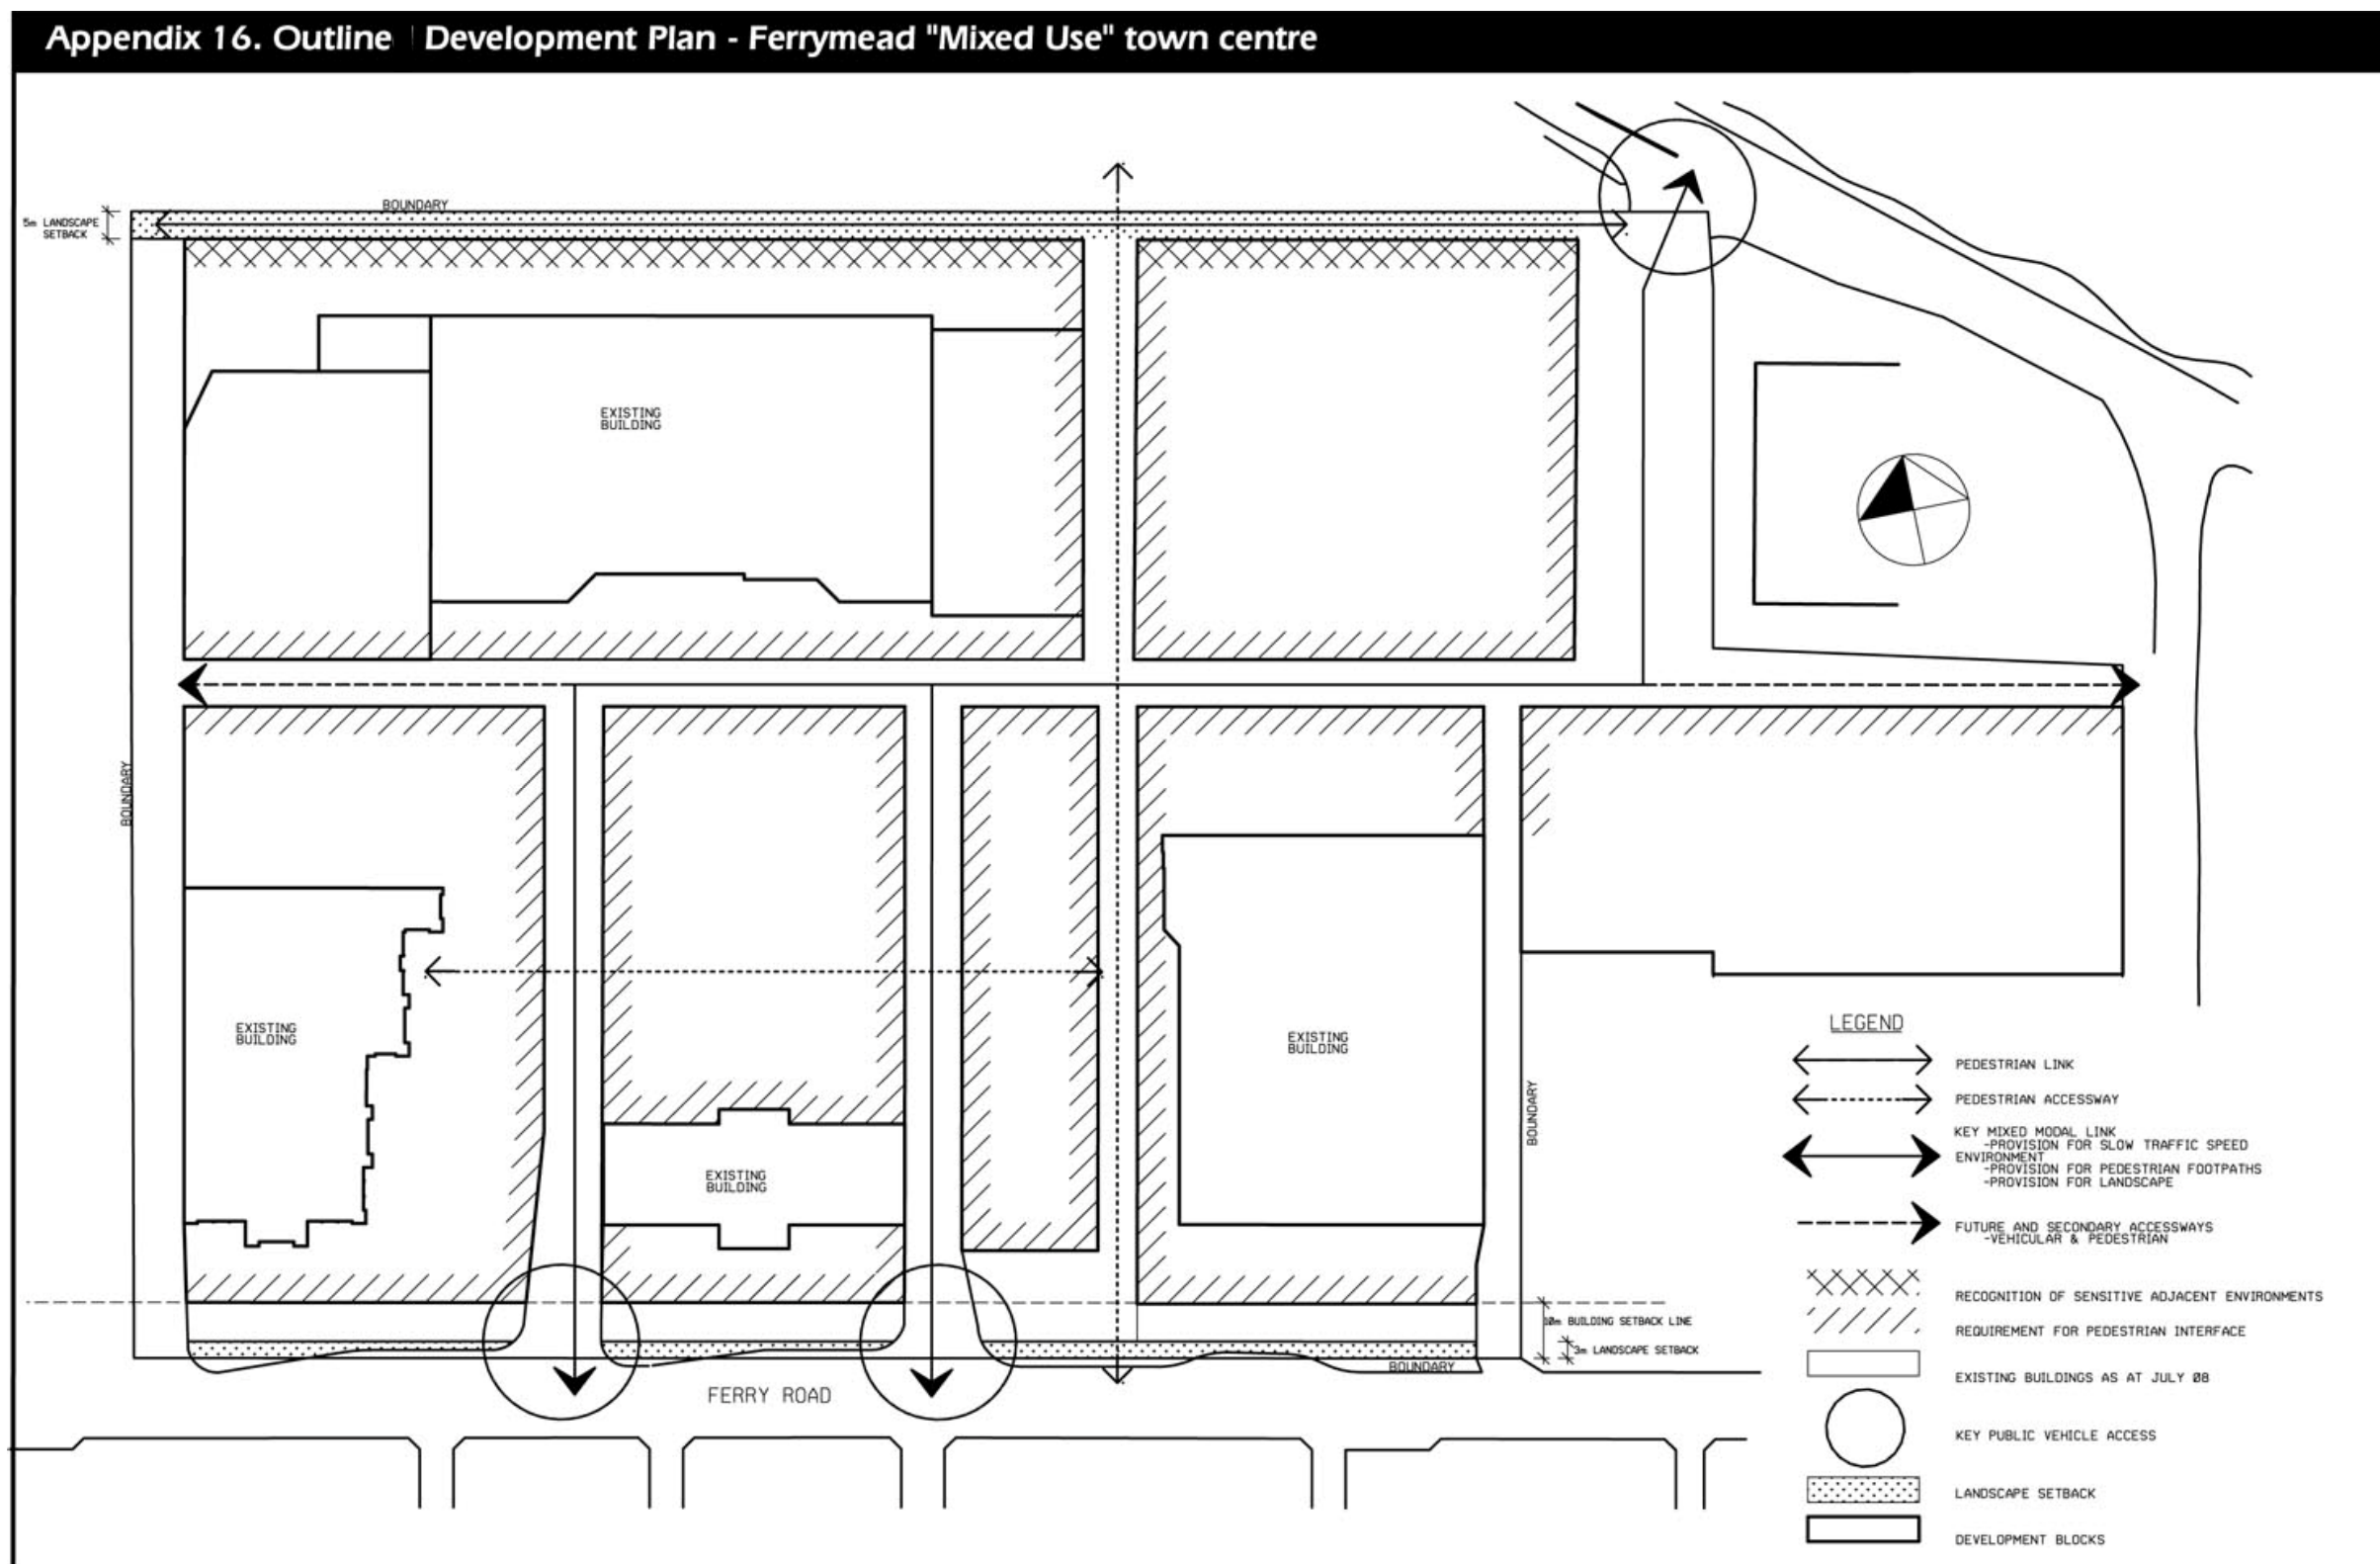 Appendix 16. Outline Development Plan - Ferrymead "Mixed Use" town centre
BOUNDARY
5m LANDSCAPE
SETBACK
EXISTING
BUILDING
BOUNDARY
EXISTING
BUILDING
EXISTING
BUILDING
EXISTING
BUILDING
BOUNDARY
10m BUILDING SETBACK LINE
3m LANDSCAPE SETBACK
BOUNDARY
FERRY ROAD
LEGEND
PEDESTRIAN LINK
PEDESTRIAN ACCESSWAY
KEY MIXED MODAL LINK
-PROVISION FOR SLOW TRAFFIC SPEED
ENVIRONMENT
-PROVISION FOR PEDESTRIAN FOOTPATHS
-PROVISION FOR LANDSCAPE
FUTURE AND SECONDARY ACCESSWAYS
-VEHICULAR & PEDESTRIAN
RECOGNITION OF SENSITIVE ADJACENT ENVIRONMENTS
REQUIREMENT FOR PEDESTRIAN INTERFACE
EXISTING BUILDINGS AS AT JULY 08
KEY PUBLIC VEHICLE ACCESS
LANDSCAPE SETBACK
DEVELOPMENT BLOCKS